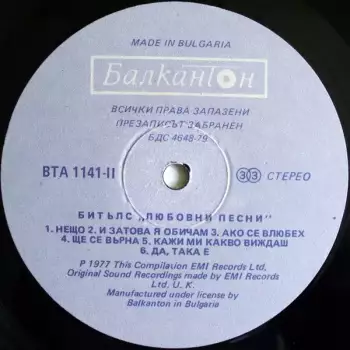 MADE IN BULGARIA
Балкантон
ВСИЧКИ ПРАВА ЗАПАЗЕНИ
ПРЕЗАПИСЪТ ЗАБРАНЕН
БДС 4648-79
ВТА 1141-II
33 СТЕРЕО
БИТЪЛС „ЛЮБОВНИ ПЕСНИ"
1. НЕЩО 2. И ЗАТОВА Я ОБИЧАМ 3. АКО СЕ ВЛЮБЕХ
4. ЩЕ СЕ ВЪРНА 5. КАЖИ МИ КАКВО ВИЖДАШ
6. ДА, ТАКА Е
P 1977 This Compilation EMI Records Ltd,
Original Sound Recordings made by EMI Records
Ltd. U. K.
Manufactured under license by
Balkanton in Bulgaria